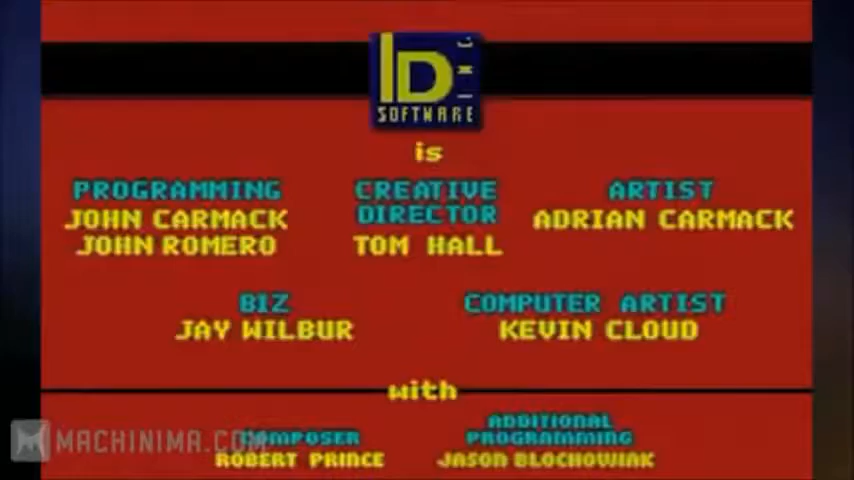 ID
SOFTWARE
is
PROGRAMMING
JOHN CARMACK
JOHN ROMERO
CREATIVE
DIRECTOR
TOM HALL
ARTIST
ADRIAN CARMACK
BIZ
JAY WILBUR
COMPUTER ARTIST
KEVIN CLOUD
with
COMPOSER
ROBERT PRINCE
ADDITIONAL
PROGRAMMING
JASON BLOCHOWIAK
MACHINIMA.COM